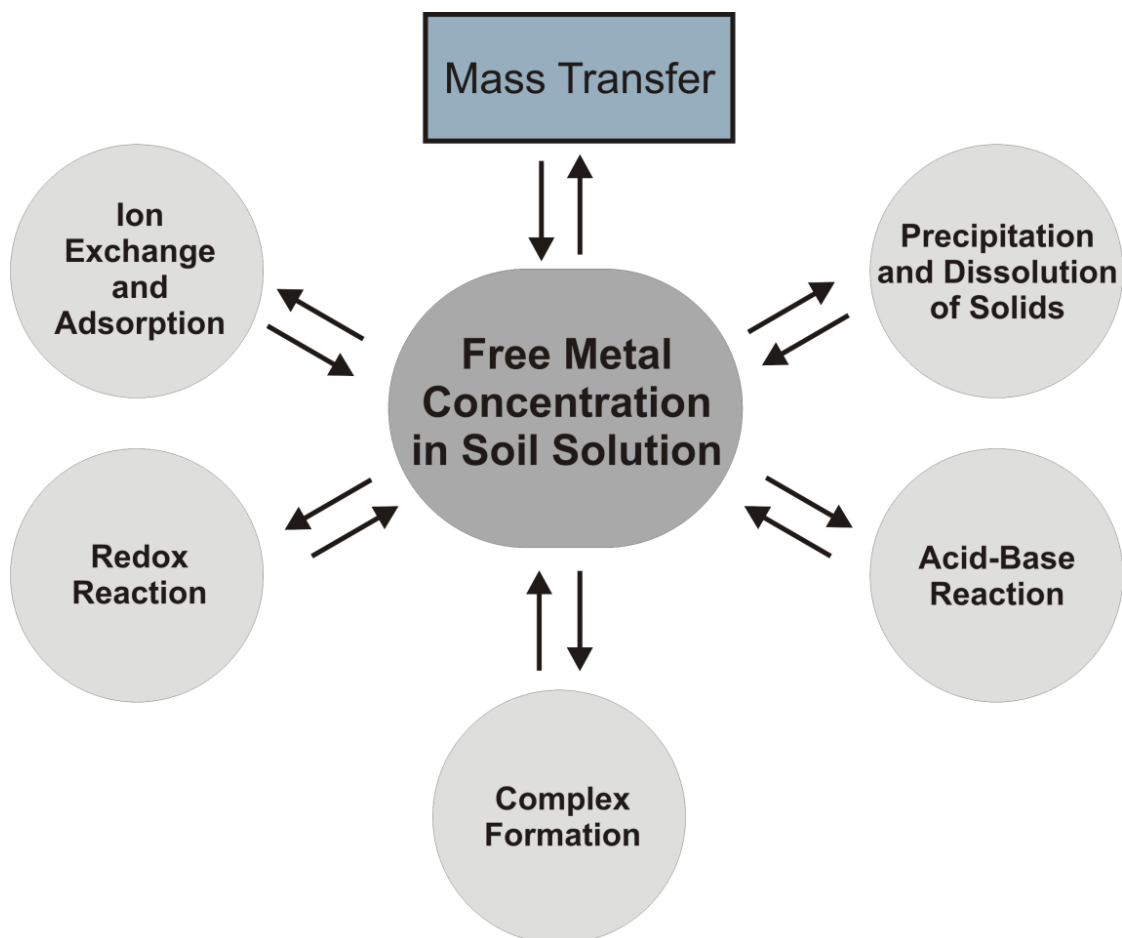 Mass Transfer
Ion
Exchange
and
Adsorption
Precipitation
and Dissolution
of Solids
Free Metal
Concentration
in Soil Solution
Redox
Reaction
Acid-Base
Reaction
Complex
Formation